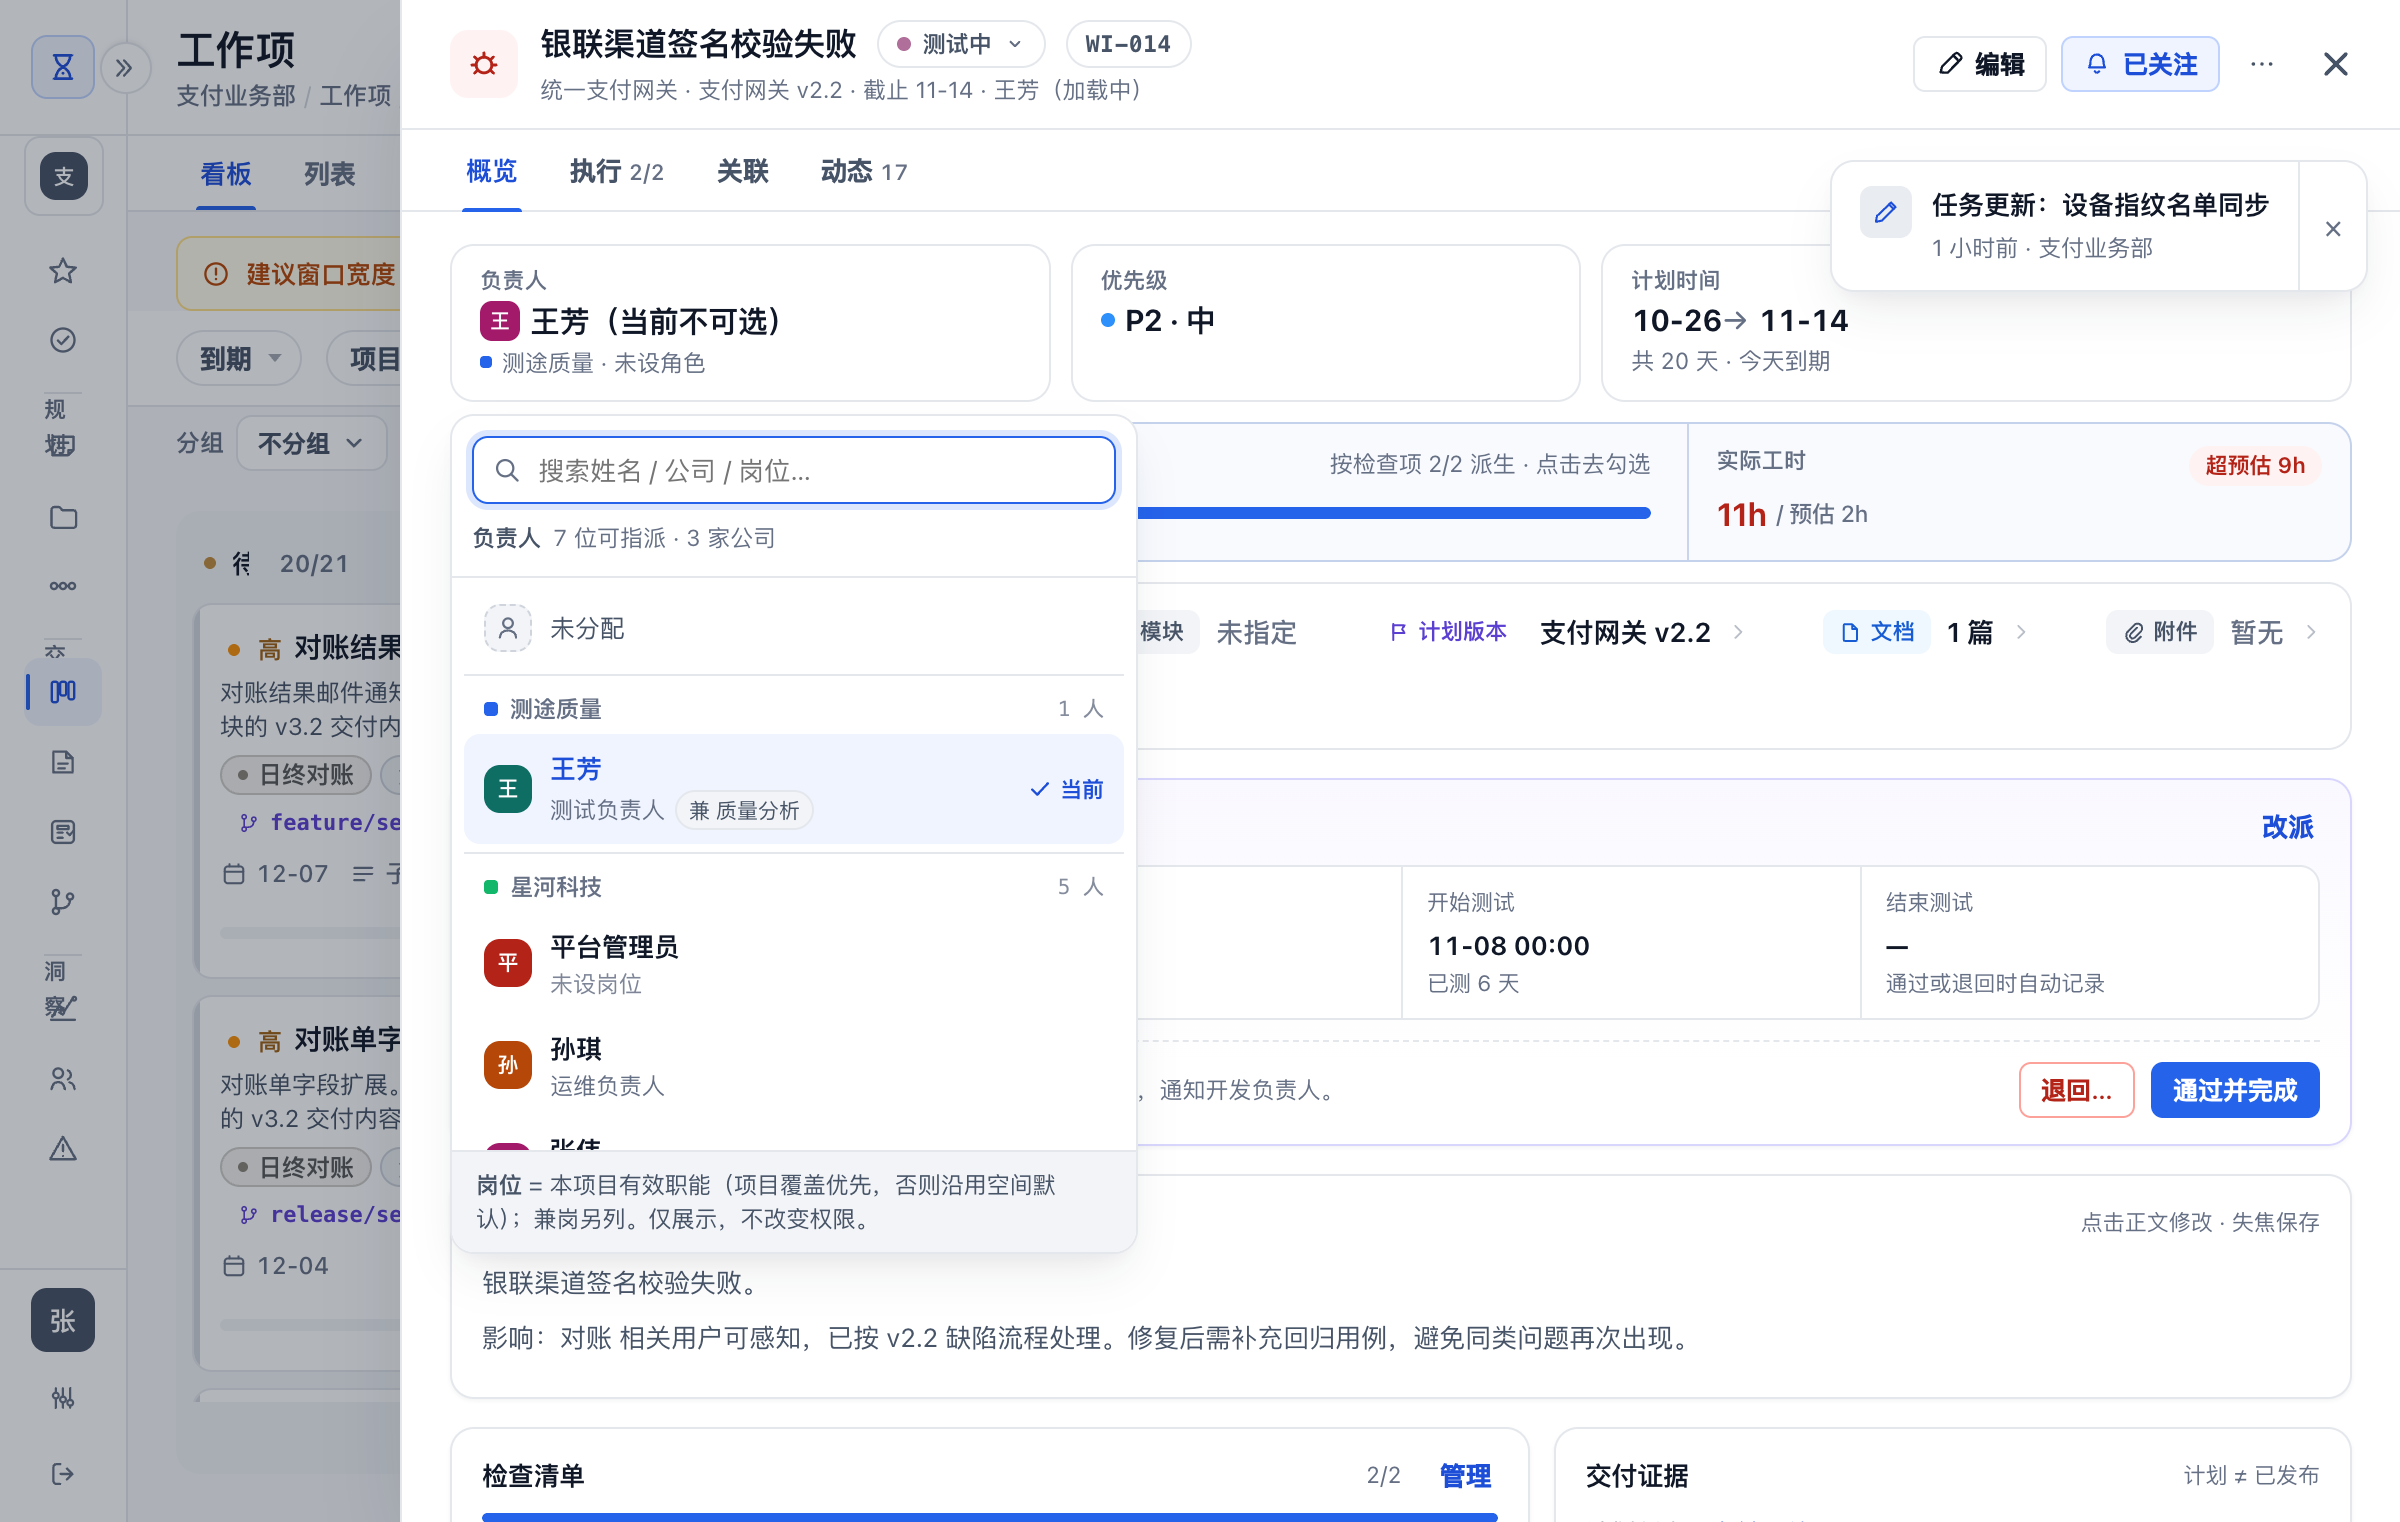 工作项
支付业务部 / 工作项
支
看板
列表
建议窗口宽度
到期
项目
分组
不分组
规
20/21
高 对账结果
对账结果邮件通知
块的 v3.2 交付内
日终对账
feature/se
12-07
洞
察
高 对账单字
对账单字段扩展。
的 v3.2 交付内容
日终对账
release/se
12-04
张
银联渠道签名校验失败
测试中
WI-014
统一支付网关 · 支付网关 v2.2 · 截止 11-14 · 王芳（加载中）
编辑
已关注
概览
执行 2/2
关联
动态 17
任务更新：设备指纹名单同步
1 小时前 · 支付业务部
负责人
王 王芳（当前不可选）
测途质量 · 未设角色
优先级
P2 · 中
计划时间
10-26→ 11-14
共 20 天 · 今天到期
按检查项 2/2 派生 · 点击去勾选
实际工时
超预估 9h
11h / 预估 2h
搜索姓名 / 公司 / 岗位...
负责人 7 位可指派 · 3 家公司
未分配
测途质量
1 人
王
王芳
测试负责人
兼 质量分析
当前
星河科技
5 人
平
平台管理员
未设岗位
孙
孙琪
运维负责人
岗位 = 本项目有效职能（项目覆盖优先，否则沿用空间默
认）；兼岗另列。仅展示，不改变权限。
模块
未指定
计划版本
支付网关 v2.2
文档
1 篇
附件
暂无
改派
开始测试
11-08 00:00
已测 6 天
结束测试
—
通过或退回时自动记录
，通知开发负责人。
退回...
通过并完成
点击正文修改 · 失焦保存
银联渠道签名校验失败。
影响：对账 相关用户可感知，已按 v2.2 缺陷流程处理。修复后需补充回归用例，避免同类问题再次出现。
检查清单
2/2
管理
交付证据
计划 ≠ 已发布